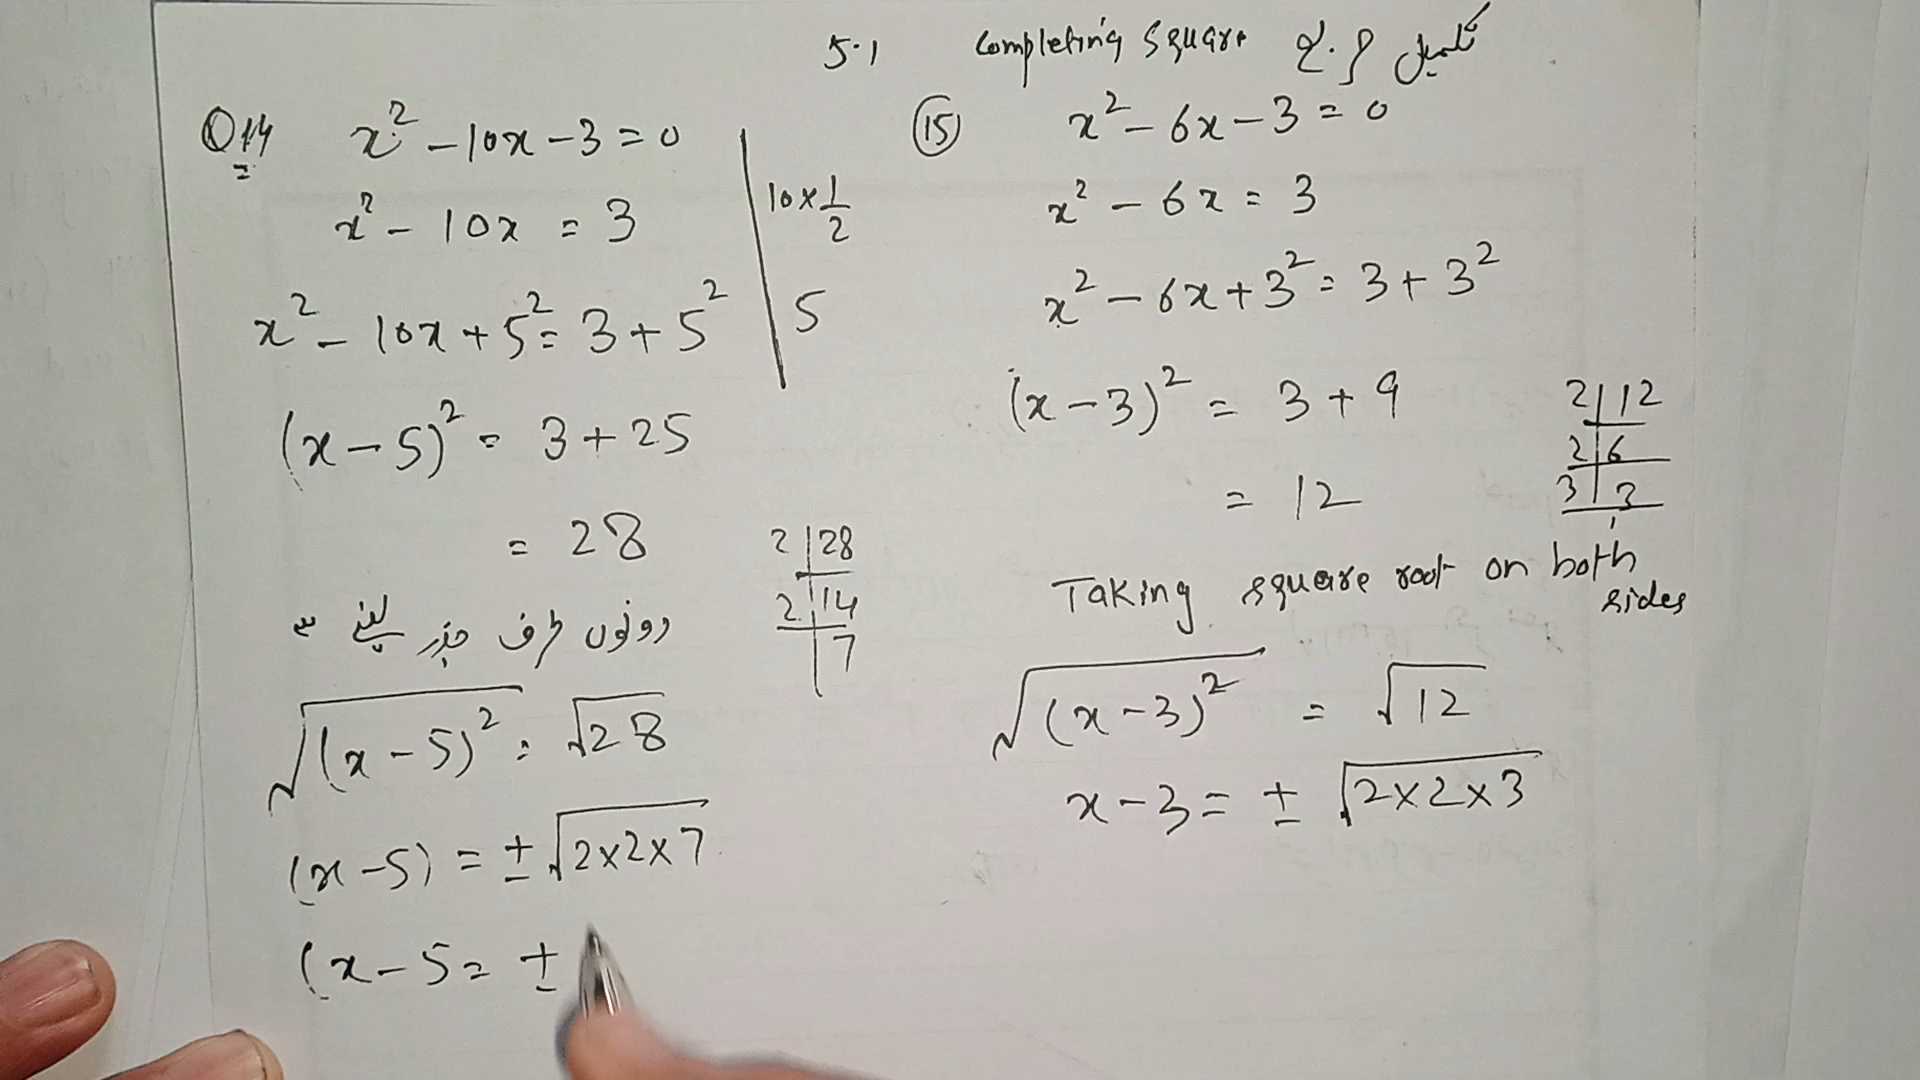 5.1 Completing Square تکمیل مربع
Q14 x² - 10x - 3 = 0
x² - 10x = 3
x² - 10x + 5² = 3 + 5²
(x - 5)² = 3 + 25
= 28
دونوں طرف جذر لینے سے
√(x - 5)² = √28
(x - 5) = ± √2×2×7
(x - 5 = ±
10 × 1/2
5
2 | 28
2 | 14
| 7
15 x² - 6x - 3 = 0
x² - 6x = 3
x² - 6x + 3² = 3 + 3²
(x - 3)² = 3 + 9
= 12
2 | 12
2 | 6
3 | 3
1
Taking square root on both
sides
√(x - 3)² = √12
x - 3 = ± √2×2×3